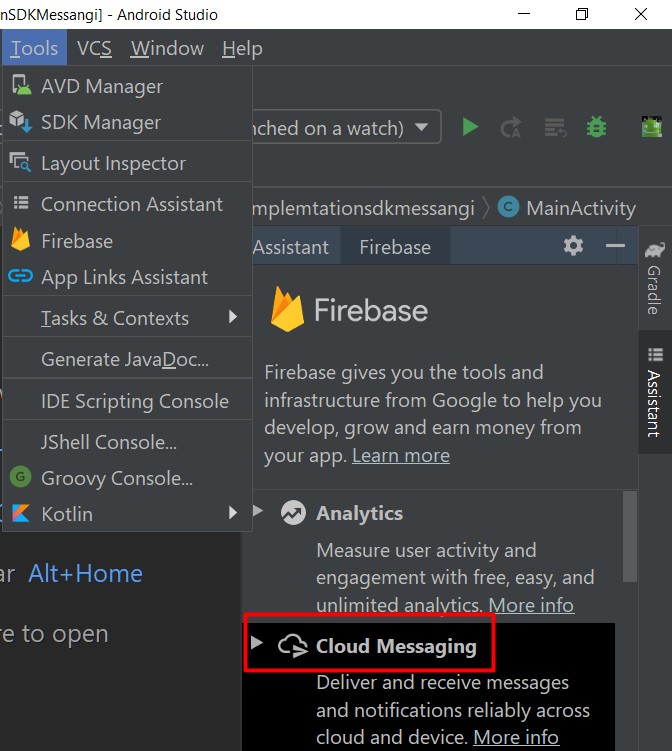 nSDKMessangi] - Android Studio
Tools VCS Window Help
AVD Manager
SDK Manager
nched on a watch)
Layout Inspector
Connection Assistant
mplemtationsdkmessangi MainActivity
Firebase
Assistant Firebase
App Links Assistant
Tasks & Contexts
Generate JavaDoc...
IDE Scripting Console
JShell Console...
Groovy Console...
Kotlin
Firebase
Firebase gives you the tools and
infrastructure from Google to help you
develop, grow and earn money from
your app. Learn more
Analytics
Measure user activity and
engagement with free, easy, and
unlimited analytics. More info
Cloud Messaging
Deliver and receive messages
and notifications reliably across
cloud and device. More info
Gradle
Assistant
ar Alt+Home
re to open